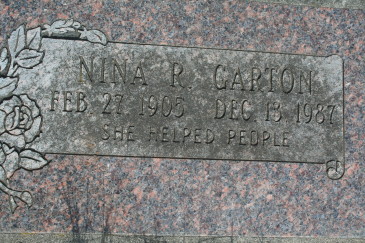 NINA R. GARTON
FEB 27 1905 DEC 13 1987
SHE HELPED PEOPLE